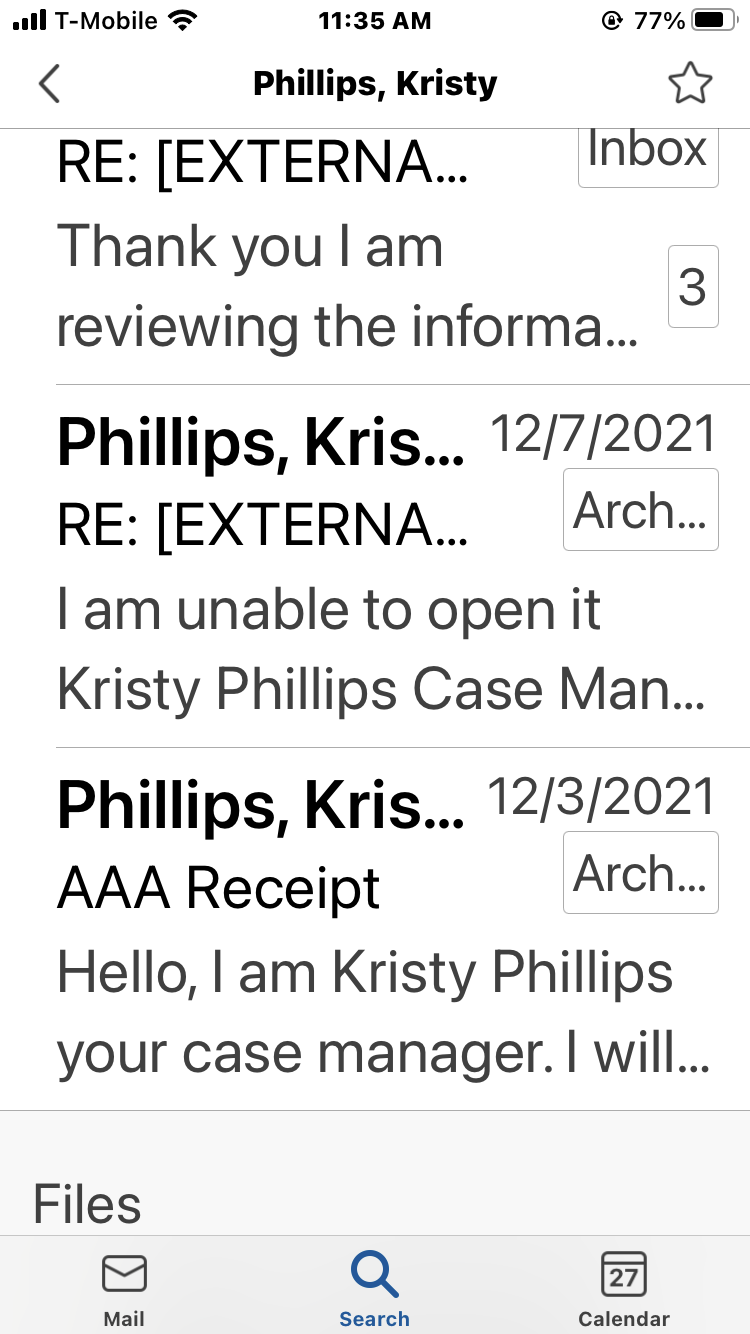 T-Mobile 11:35 AM 77%
Phillips, Kristy
RE: [EXTERNA... Inbox
Thank you I am
reviewing the informa... 3
Phillips, Kris... 12/7/2021
RE: [EXTERNA... Arch...
I am unable to open it
Kristy Phillips Case Man...
Phillips, Kris... 12/3/2021
AAA Receipt Arch...
Hello, I am Kristy Phillips
your case manager. I will...
Files
27
Mail Search Calendar